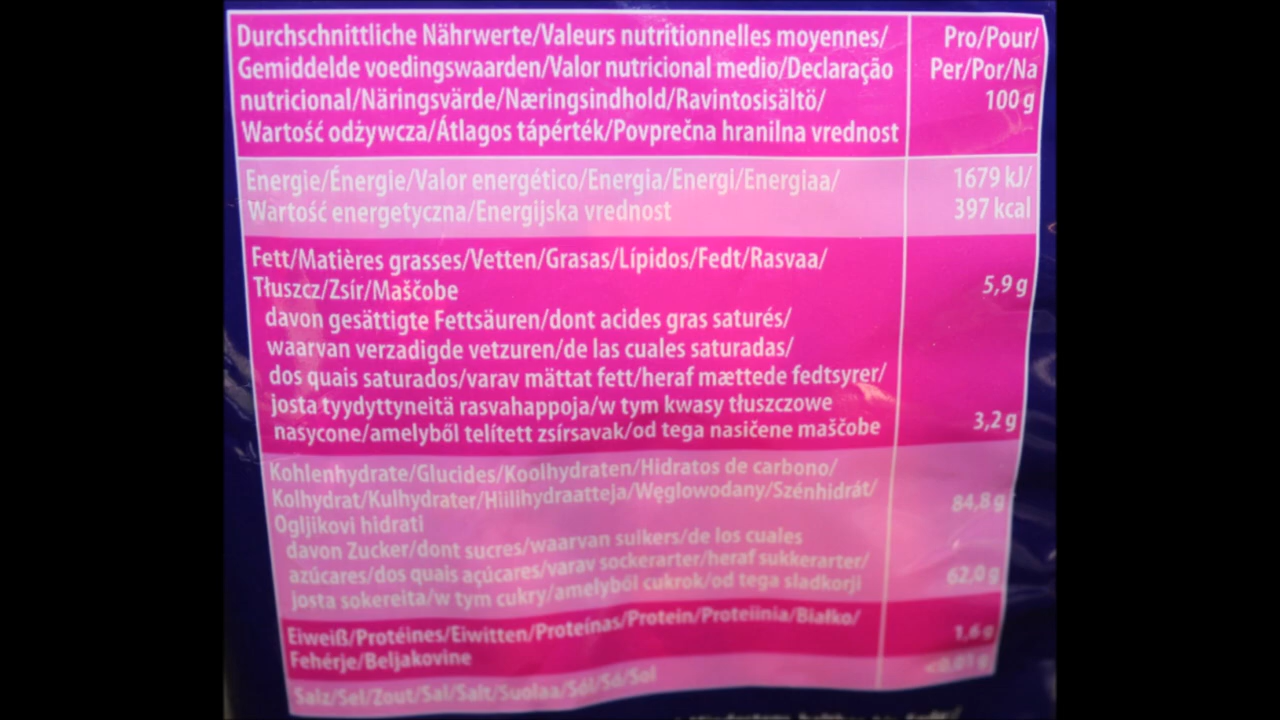 Durchschnittliche Nährwerte/Valeurs nutritionnelles moyennes/
Gemiddelde voedingswaarden/Valor nutricional medio/Declaração
nutricional/Näringsvärde/Næringsindhold/Ravintosisältö/
Wartość odżywcza/Átlagos tápérték/Povprečna hranilna vrednost
Pro/Pour/
Per/Por/Na
100 g
Energie/Énergie/Valor energético/Energia/Energi/Energiaa/
Wartość energetyczna/Energijska vrednost
1679 kJ/
397 kcal
Fett/Matières grasses/Vetten/Grasas/Lípidos/Fedt/Rasvaa/
Tłuszcz/Zsír/Maščobe
5,9 g
davon gesättigte Fettsäuren/dont acides gras saturés/
waarvan verzadigde vetzuren/de las cuales saturadas/
dos quais saturados/varav mättat fett/heraf mættede fedtsyrer/
josta tyydyttyneitä rasvahappoja/w tym kwasy tłuszczowe
nasycone/amelyből telített zsírsavak/od tega nasičene maščobe
3,2 g
Kohlenhydrate/Glucides/Koolhydraten/Hidratos de carbono/
Kolhydrat/Kulhydrater/Hiilihydraatteja/Węglowodany/Szénhidrát/
Ogljikovi hidrati
84,8 g
davon Zucker/dont sucres/waarvan suikers/de los cuales
azúcares/dos quais açúcares/varav sockerarter/heraf sukkerarter/
josta sokereita/w tym cukry/amelyből cukrok/od tega sladkorji
62,0 g
Eiweiß/Protéines/Eiwitten/Proteínas/Protein/Proteiinia/Białko/
Fehérje/Beljakovine
1,6 g
Salz/Sel/Zout/Sal/Salt/Suolaa/Sól/Só/Sol
<0,01 g